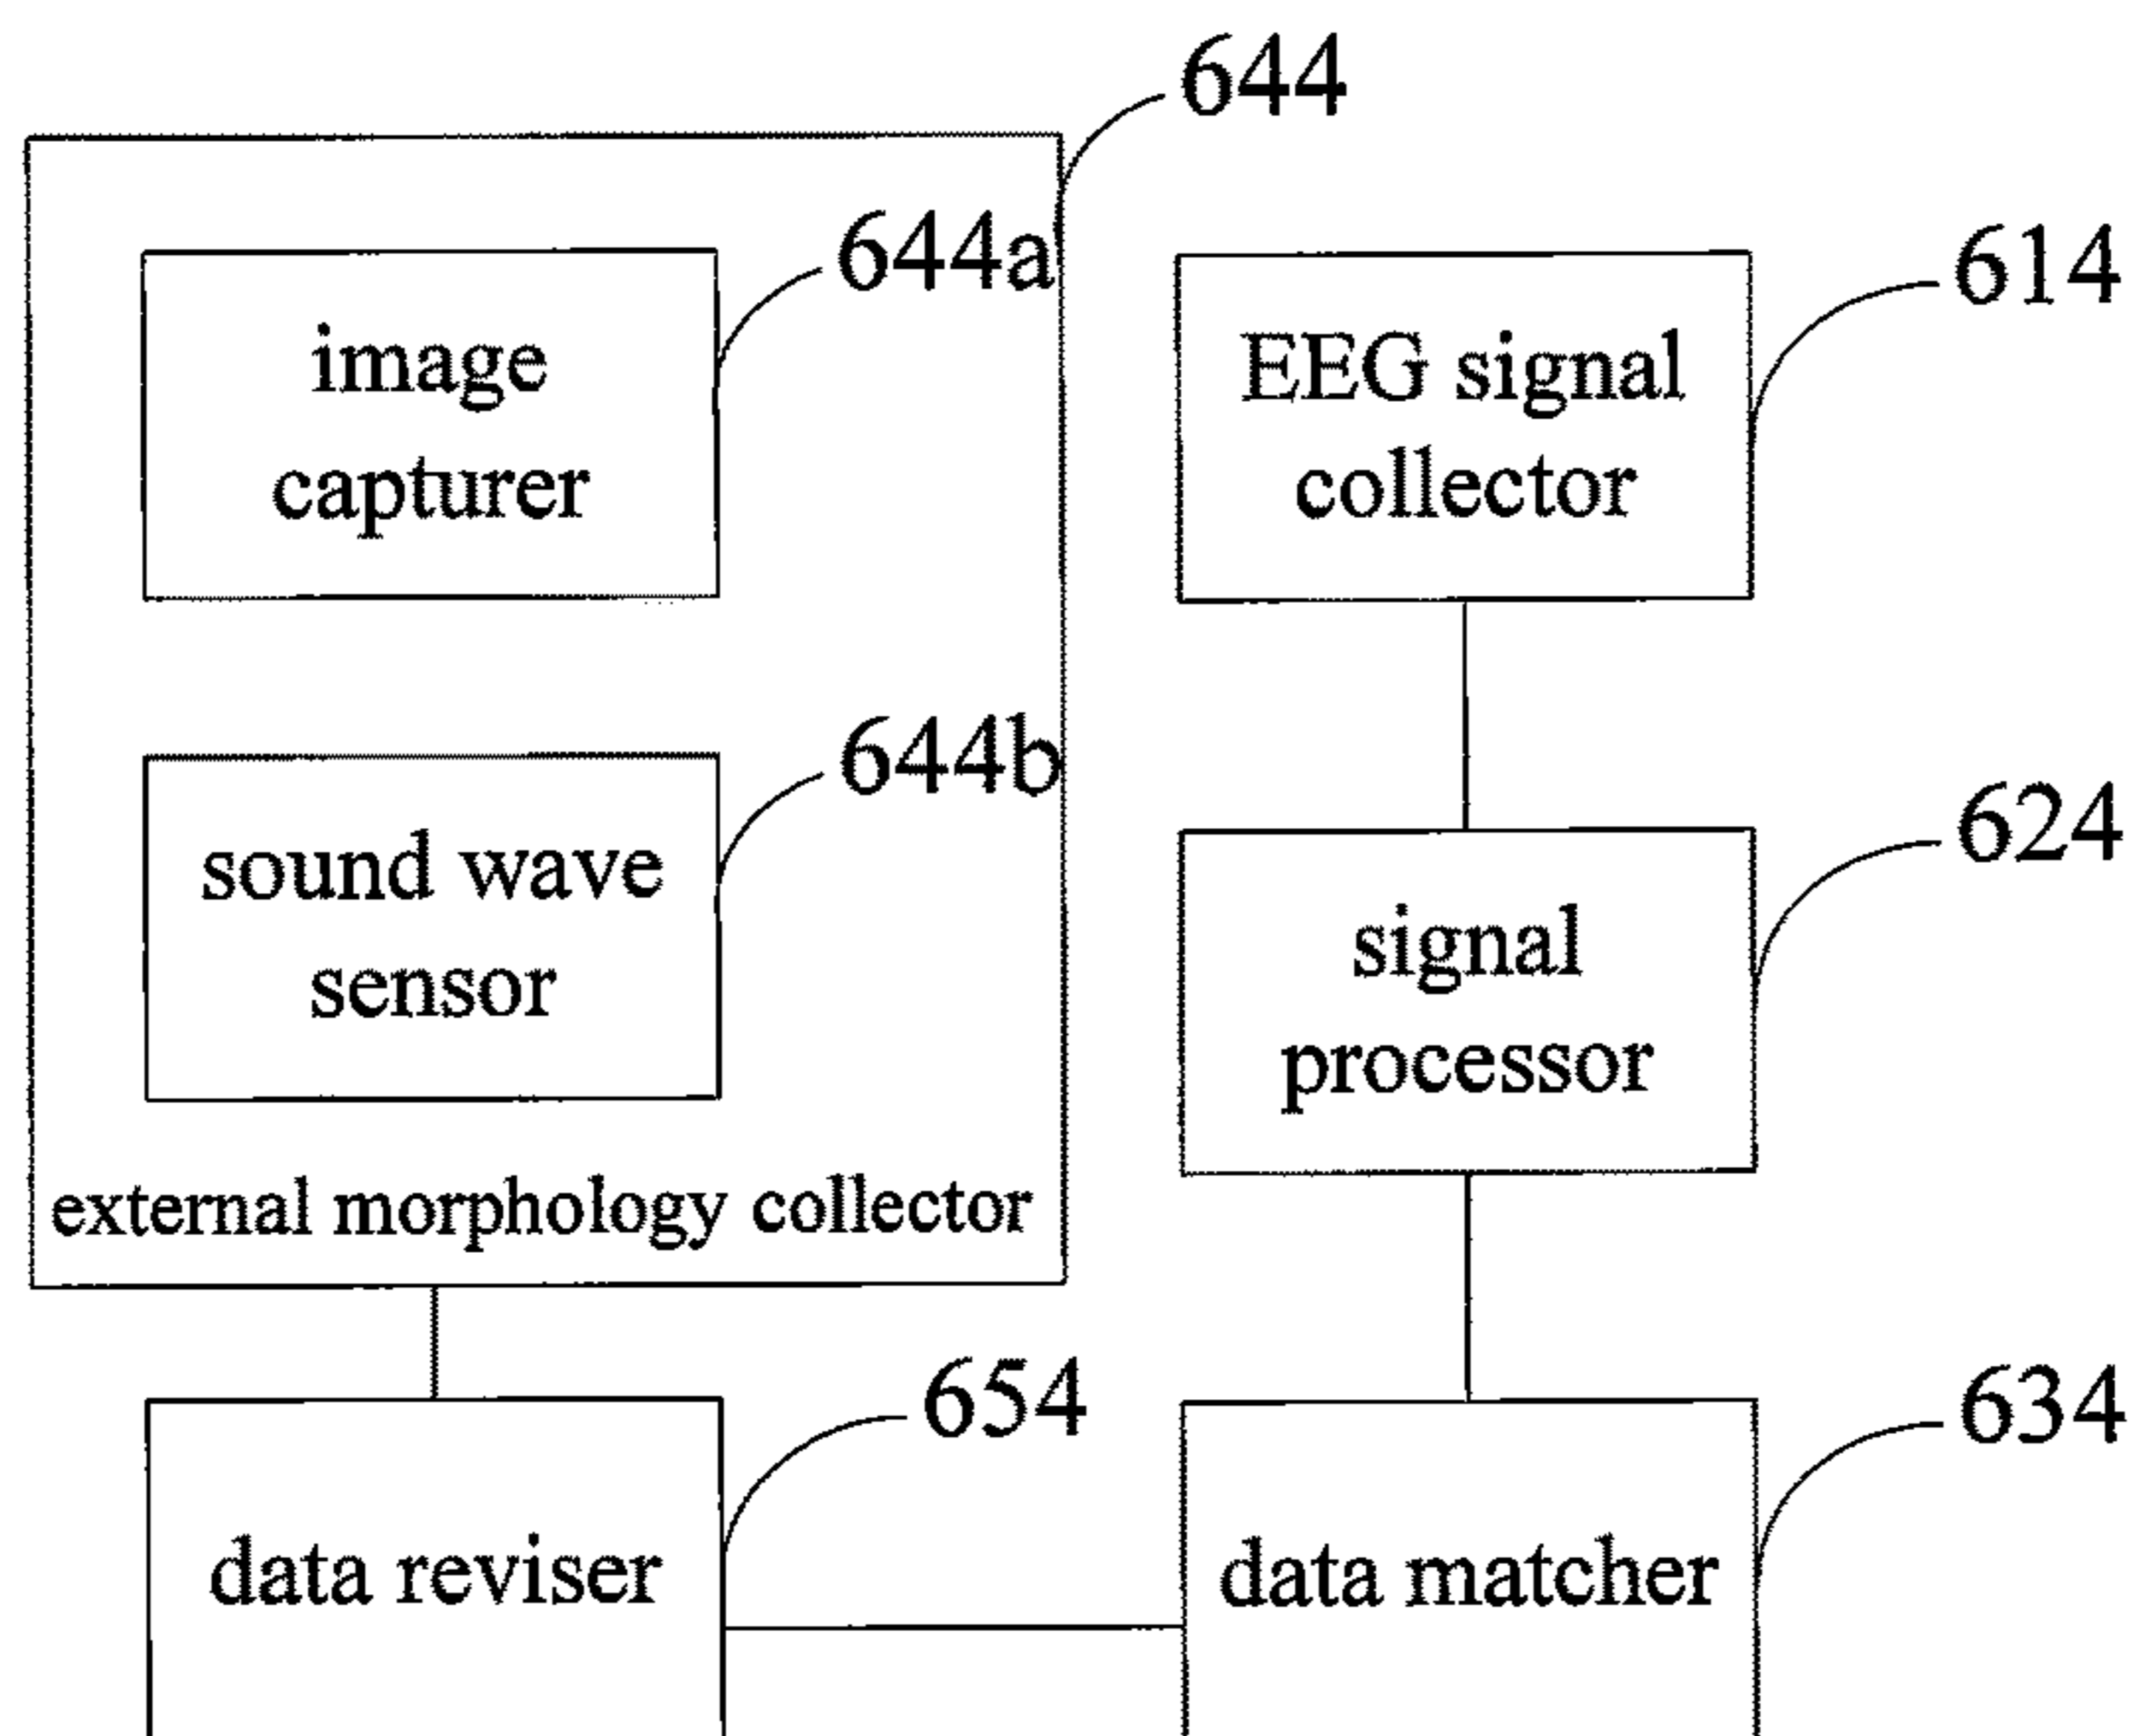 644
644a
image
capturer
614
EEG signal
collector
644b
sound wave
sensor
624
signal
processor
external morphology collector
654
data reviser
634
data matcher